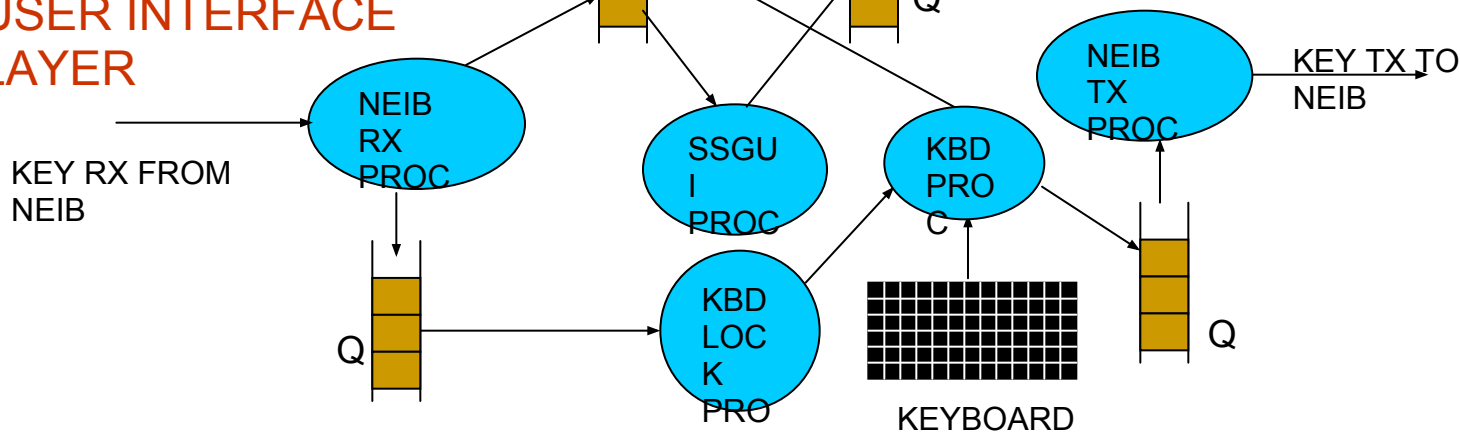 USER INTERFACE
LAYER
Q
NEIB
RX
PROC
NEIB
TX
PROC
KEY TX TO
NEIB
KEY RX FROM
NEIB
SSGU
I
PROC
KBD
PRO
C
Q
KBD
LOC
K
PRO
Q
KEYBOARD